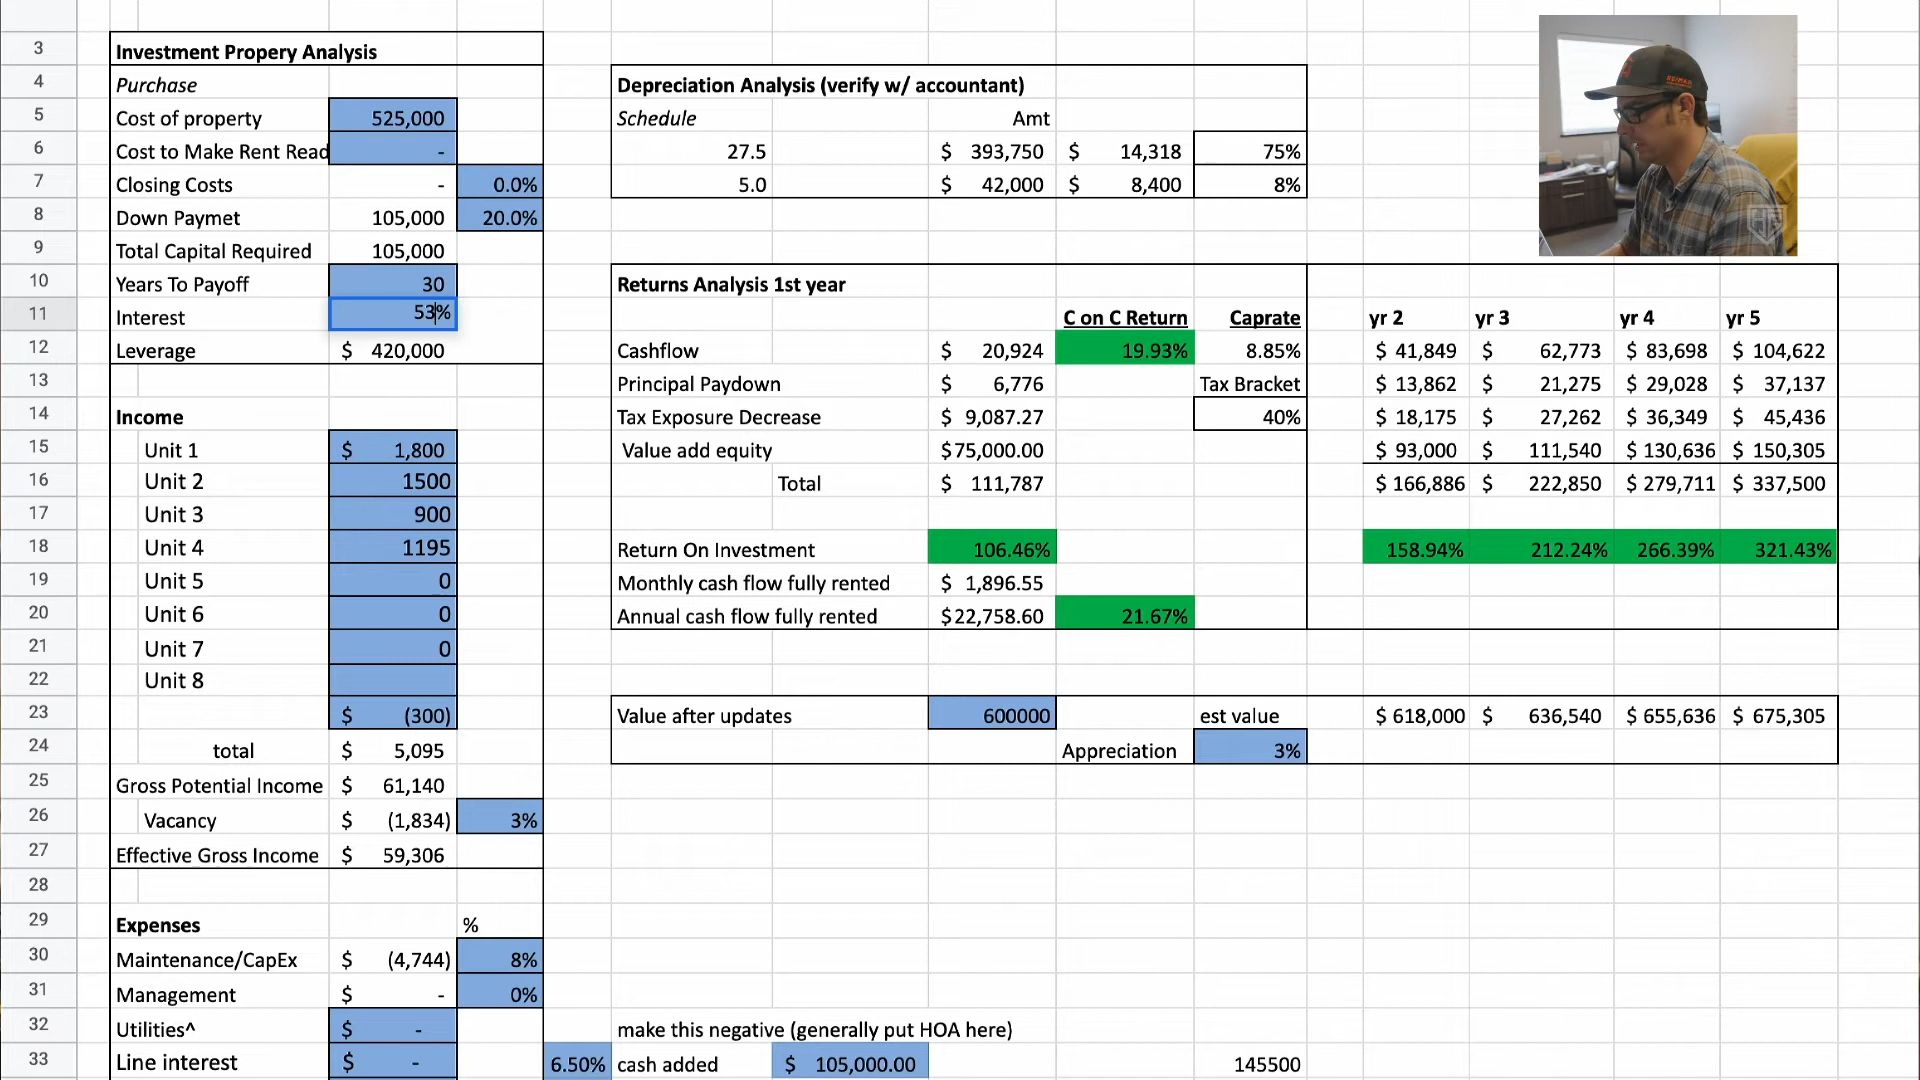 3 Investment Propery Analysis
4 Purchase Depreciation Analysis (verify w/ accountant)
5 Cost of property 525,000 Schedule Amt
6 Cost to Make Rent Read - 27.5 $ 393,750 $ 14,318 75%
7 Closing Costs - 0.0% 5.0 $ 42,000 $ 8,400 8%
8 Down Paymet 105,000 20.0%
9 Total Capital Required 105,000
10 Years To Payoff 30 Returns Analysis 1st year
11 Interest 53% C on C Return Caprate yr 2 yr 3 yr 4 yr 5
12 Leverage $ 420,000 Cashflow $ 20,924 19.93% 8.85% $ 41,849 $ 62,773 $ 83,698 $ 104,622
13 Principal Paydown $ 6,776 Tax Bracket $ 13,862 $ 21,275 $ 29,028 $ 37,137
14 Income Tax Exposure Decrease $ 9,087.27 40% $ 18,175 $ 27,262 $ 36,349 $ 45,436
15 Unit 1 $ 1,800 Value add equity $75,000.00 $ 93,000 $ 111,540 $ 130,636 $ 150,305
16 Unit 2 1500 Total $ 111,787 $ 166,886 $ 222,850 $ 279,711 $ 337,500
17 Unit 3 900
18 Unit 4 1195 Return On Investment 106.46% 158.94% 212.24% 266.39% 321.43%
19 Unit 5 0 Monthly cash flow fully rented $ 1,896.55
20 Unit 6 0 Annual cash flow fully rented $22,758.60 21.67%
21 Unit 7 0
22 Unit 8
23 $ (300) Value after updates 600000 est value $ 618,000 $ 636,540 $ 655,636 $ 675,305
24 total $ 5,095 Appreciation 3%
25 Gross Potential Income $ 61,140
26 Vacancy $ (1,834) 3%
27 Effective Gross Income $ 59,306
28
29 Expenses %
30 Maintenance/CapEx $ (4,744) 8%
31 Management $ - 0%
32 Utilities^ $ - make this negative (generally put HOA here)
33 Line interest $ - 6.50% cash added $ 105,000.00 145500